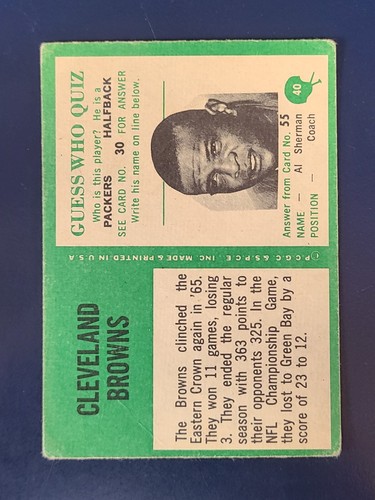 CLEVELAND
BROWNS
The Browns clinched the
Eastern Crown again in '65.
They won 11 games, losing
3. They ended the regular
season with 363 points to
their opponents 325. In the
NFL Championship Game,
they lost to Green Bay by a
score of 23 to 12.
P.C.G.C. & S.P.C.E. INC MADE & PRINTED IN U.S.A
GUESS WHO QUIZ
Who is this player? He is a
PACKERS HALFBACK
SEE CARD NO. 30 FOR ANSWER
Write his name on line below.
40
Answer from Card No. 55
NAME — Al Sherman
POSITION — Coach